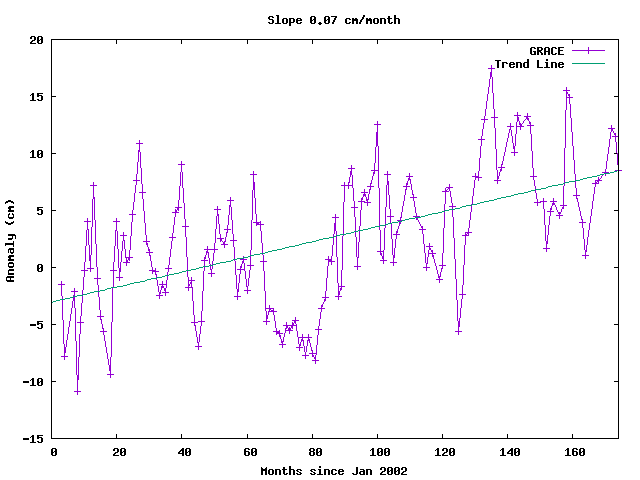 Slope 0.07 cm/month
GRACE
Trend Line
20
15
10
5
0
-5
-10
-15
Anomaly (cm)
0 20 40 60 80 100 120 140 160
Months since Jan 2002